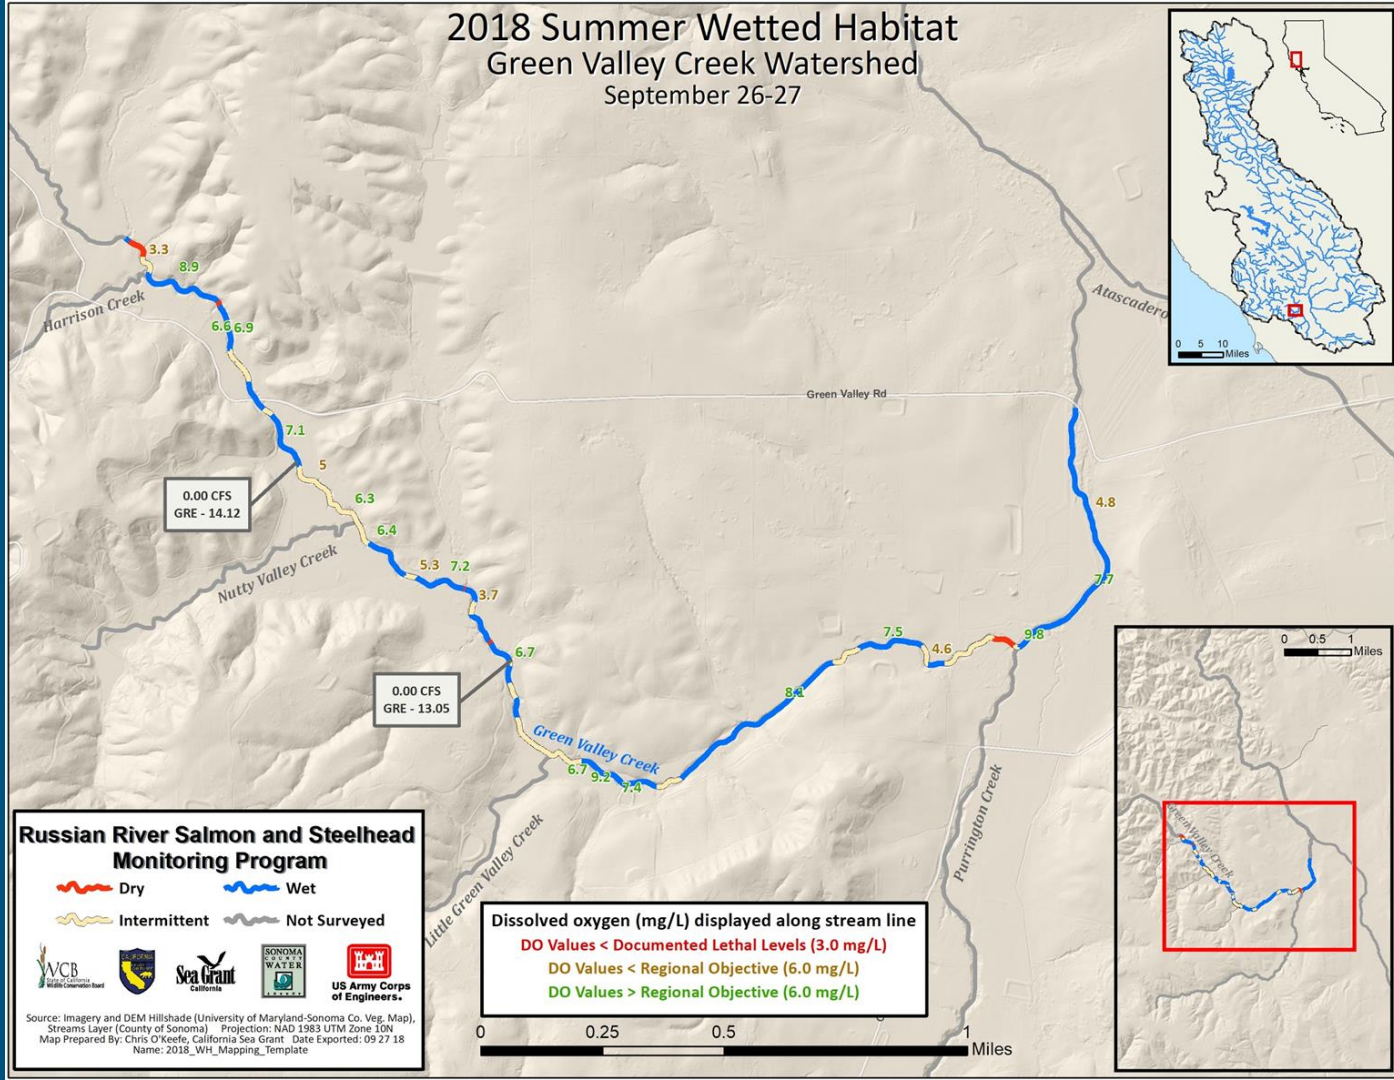 2018 Summer Wetted Habitat
Green Valley Creek Watershed
September 26-27
0 5 10
Miles
3.3
8.9
Harrison Creek
6.6 6.9
Atascadero
Green Valley Rd
7.1
5
0.00 CFS
GRE - 14.12
6.3
6.4
4.8
Nutty Valley Creek
5.3
7.2
3.7
7.7
9.8
7.5
4.6
6.7
0.00 CFS
GRE - 13.05
8.1
Green Valley Creek
6.7
9.2
7.4
Purrington Creek
Little Green Valley Creek
0 0.5 1
Miles
Green Valley Creek
Russian River Salmon and Steelhead
Monitoring Program
Dry
Wet
Intermittent
Not Surveyed
WCB
Wildlife Conservation Board
CALIFORNIA
Sea Grant
California
SONOMA
COUNTY
WATER
AGENCY
US Army Corps
of Engineers.
Source: Imagery and DEM Hillshade (University of Maryland-Sonoma Co. Veg. Map),
Streams Layer (County of Sonoma) Projection: NAD 1983 UTM Zone 10N
Map Prepared By: Chris O'Keefe, California Sea Grant Date Exported: 09 27 18
Name: 2018_WH_Mapping_Template
Dissolved oxygen (mg/L) displayed along stream line
DO Values < Documented Lethal Levels (3.0 mg/L)
DO Values < Regional Objective (6.0 mg/L)
DO Values > Regional Objective (6.0 mg/L)
0 0.25 0.5 1
Miles